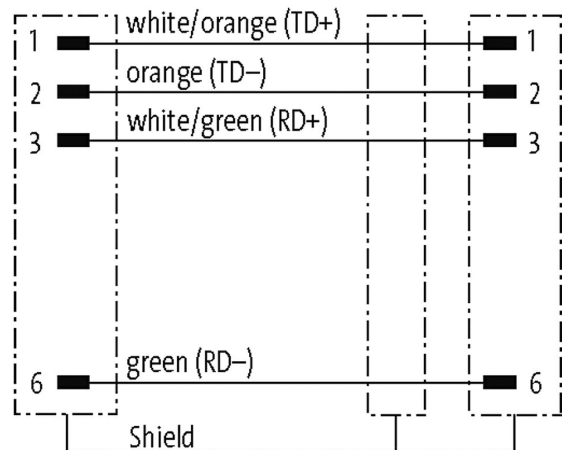 1 white/orange (TD+) 1
2 orange (TD–) 2
3 white/green (RD+) 3
6 green (RD–) 6
Shield